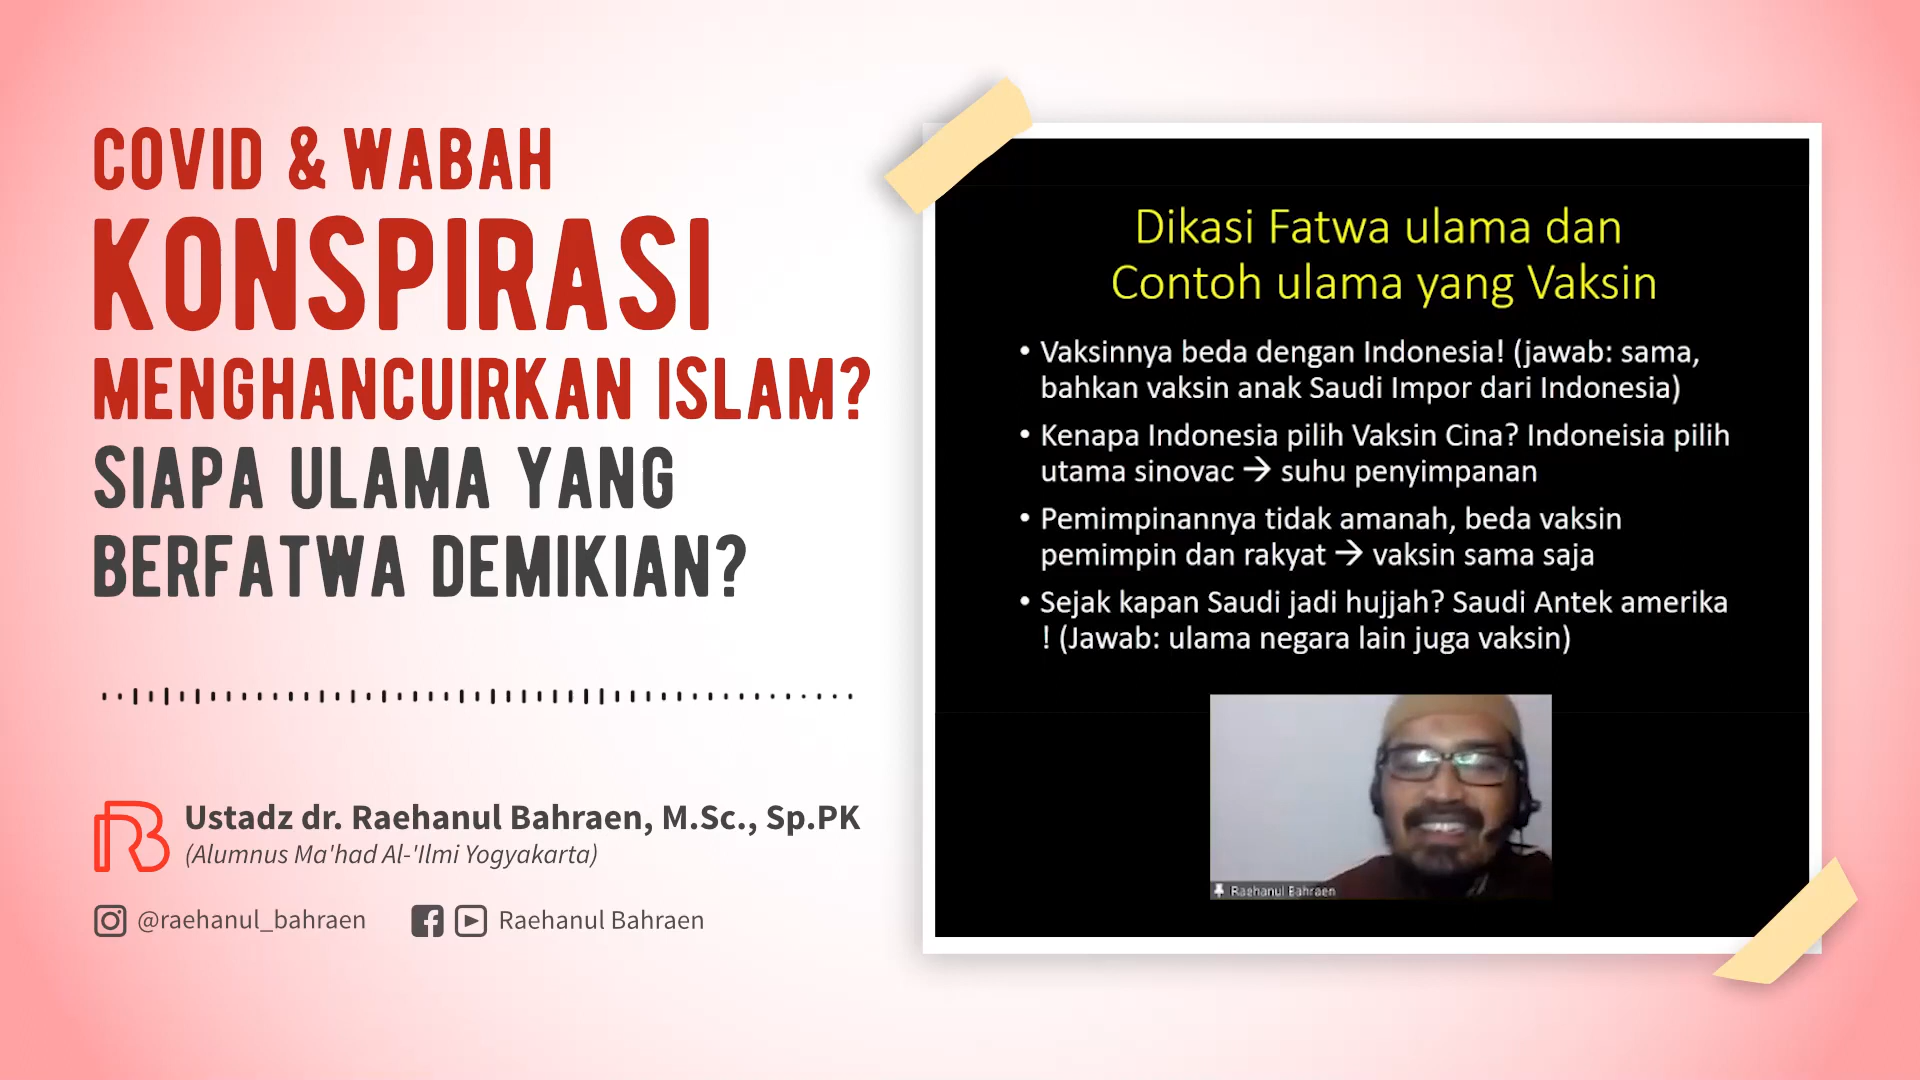 COVID & WABAH
KONSPIRASI
MENGHANCUIRKAN ISLAM?
SIAPA ULAMA YANG
BERFATWA DEMIKIAN?
Ustadz dr. Raehanul Bahraen, M.Sc., Sp.PK
(Alumnus Ma'had Al-'Ilmi Yogyakarta)
@raehanul_bahraen
Raehanul Bahraen
Dikasi Fatwa ulama dan
Contoh ulama yang Vaksin
• Vaksinnya beda dengan Indonesia! (jawab: sama,
bahkan vaksin anak Saudi Impor dari Indonesia)
• Kenapa Indonesia pilih Vaksin Cina? Indoneisia pilih
utama sinovac → suhu penyimpanan
• Pemimpinannya tidak amanah, beda vaksin
pemimpin dan rakyat → vaksin sama saja
• Sejak kapan Saudi jadi hujjah? Saudi Antek amerika
! (Jawab: ulama negara lain juga vaksin)
Raehanul Bahraen